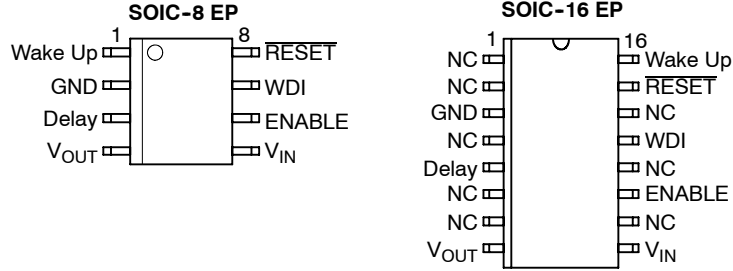 SOIC-8 EP
1 8
Wake Up RESET
GND WDI
Delay ENABLE
VOUT VIN
SOIC-16 EP
1 16
NC Wake Up
NC RESET
GND NC
NC WDI
Delay NC
NC ENABLE
NC NC
VOUT VIN